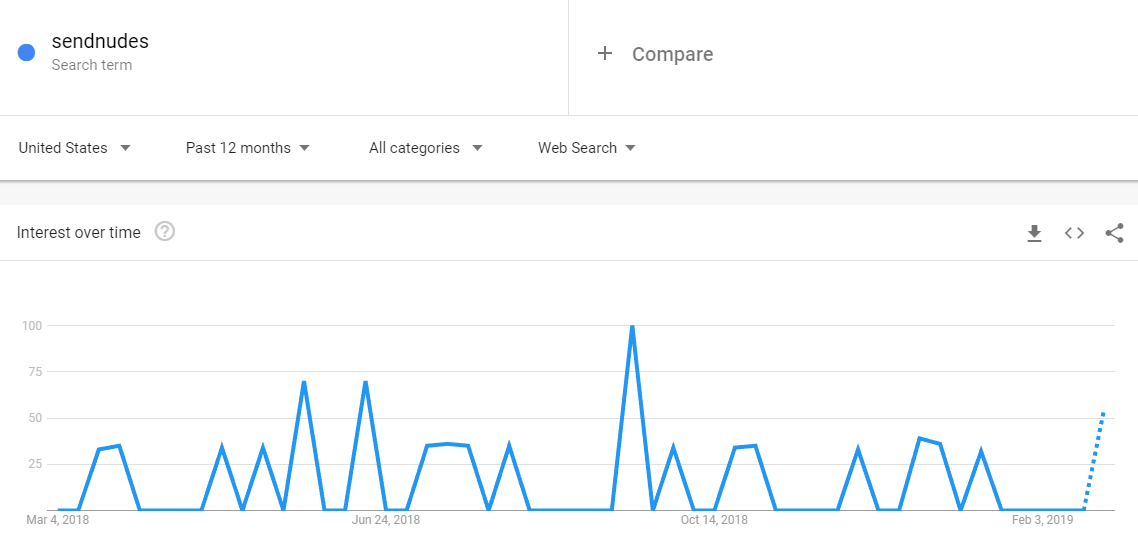 sendnudes
Search term
+ Compare
United States
Past 12 months
All categories
Web Search
Interest over time ?
100
75
50
25
Mar 4, 2018
Jun 24, 2018
Oct 14, 2018
Feb 3, 2019